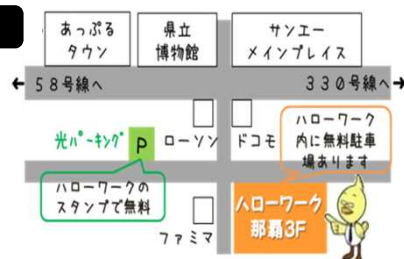 あっぷる
タウン
県立
博物館
サンエー
メインプレイス
←58号線へ
330号線へ→
光パーキング
P
ローソン
ドコモ
ハローワーク
内に無料駐車
場あります
ハローワークの
スタンプで無料
ファミマ
ハローワーク
那覇3F